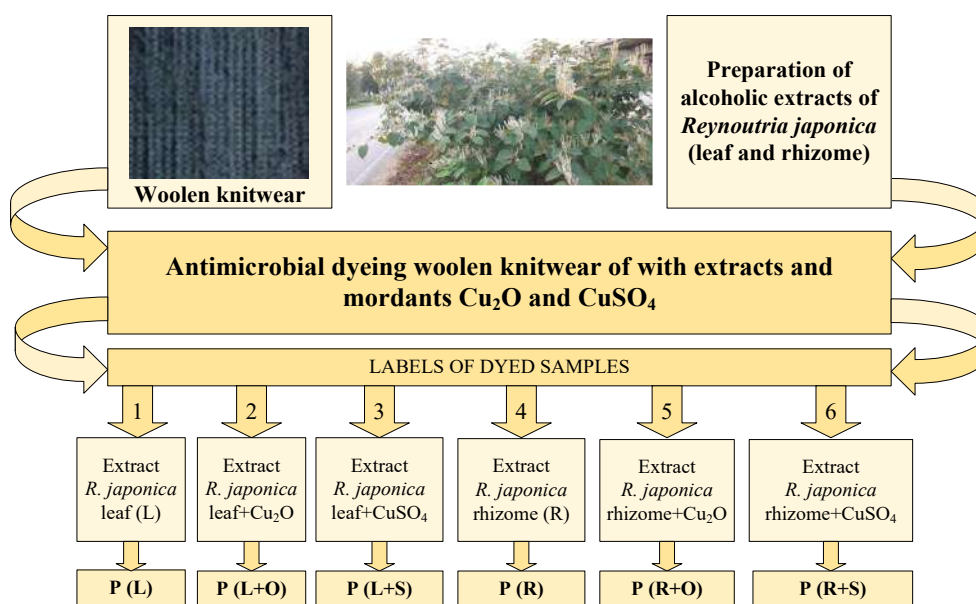 Woolen knitwear
Preparation of
alcoholic extracts of
Reynoutria japonica
(leaf and rhizome)
Antimicrobial dyeing woolen knitwear of with extracts and
mordants Cu₂O and CuSO₄
LABELS OF DYED SAMPLES
1
2
3
4
5
6
Extract
R. japonica
leaf (L)
Extract
R. japonica
leaf+Cu₂O
Extract
R. japonica
leaf+CuSO₄
Extract
R. japonica
rhizome (R)
Extract
R. japonica
rhizome+Cu₂O
Extract
R. japonica
rhizome+CuSO₄
P (L)
P (L+O)
P (L+S)
P (R)
P (R+O)
P (R+S)